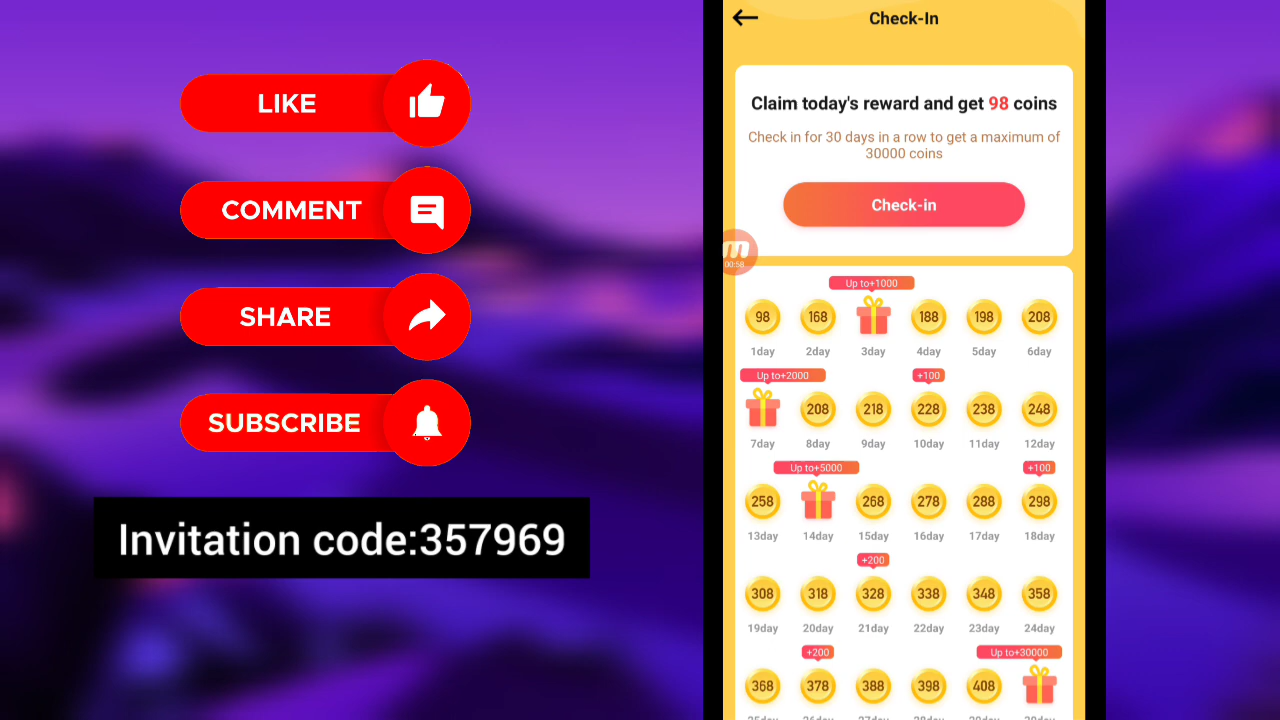 LIKE
COMMENT
SHARE
SUBSCRIBE
Invitation code:357969
Check-In
Claim today's reward and get 98 coins
Check in for 30 days in a row to get a maximum of
30000 coins
Check-in
00:58
Up to+1000
98 168 188 198 208
1day 2day 3day 4day 5day 6day
Up to+2000 +100
208 218 228 238 248
7day 8day 9day 10day 11day 12day
Up to+5000 +100
258 268 278 288 298
13day 14day 15day 16day 17day 18day
+200
308 318 328 338 348 358
19day 20day 21day 22day 23day 24day
+200 Up to+30000
368 378 388 398 408